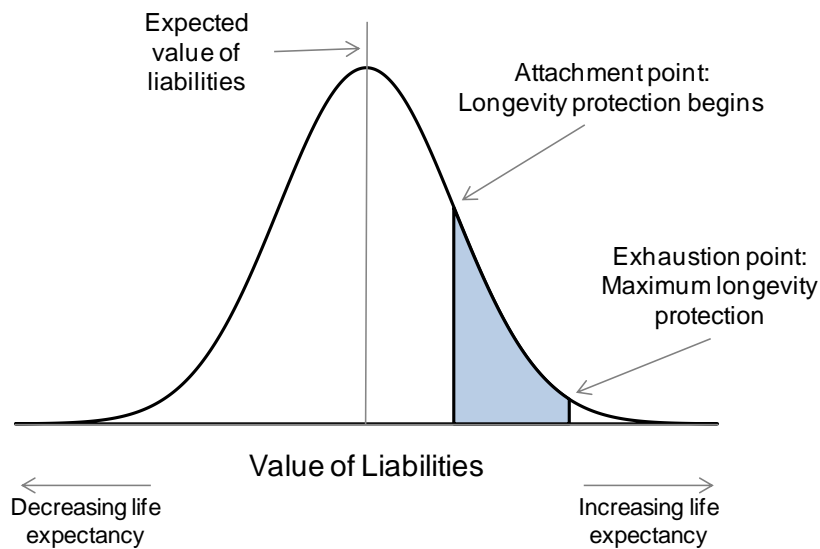 Expected
value of
liabilities
Attachment point:
Longevity protection begins
Exhaustion point:
Maximum longevity
protection
Value of Liabilities
Decreasing life
expectancy
Increasing life
expectancy